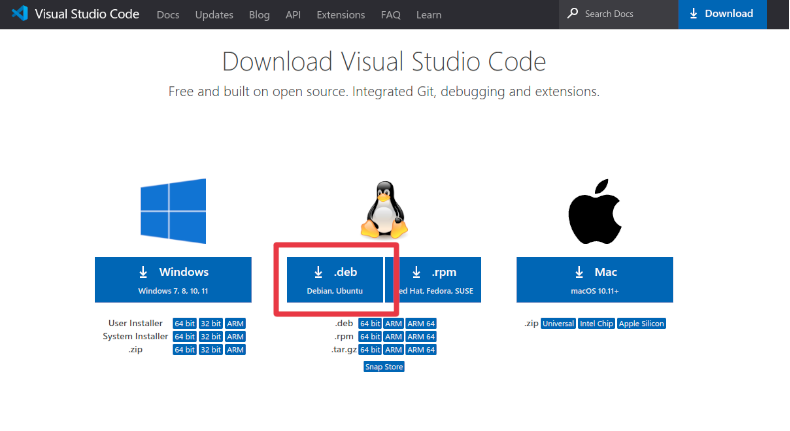 Visual Studio Code Docs Updates Blog API Extensions FAQ Learn Search Docs Download
Download Visual Studio Code
Free and built on open source. Integrated Git, debugging and extensions.
Windows
Windows 7, 8, 10, 11
User Installer 64 bit 32 bit ARM
System Installer 64 bit 32 bit ARM
.zip 64 bit 32 bit ARM
.deb
Debian, Ubuntu
.rpm
Hat, Fedora, SUSE
.deb 64 bit ARM ARM 64
.rpm 64 bit ARM ARM 64
.tar.gz 64 bit ARM ARM 64
Snap Store
Mac
macOS 10.11+
.zip Universal Intel Chip Apple Silicon